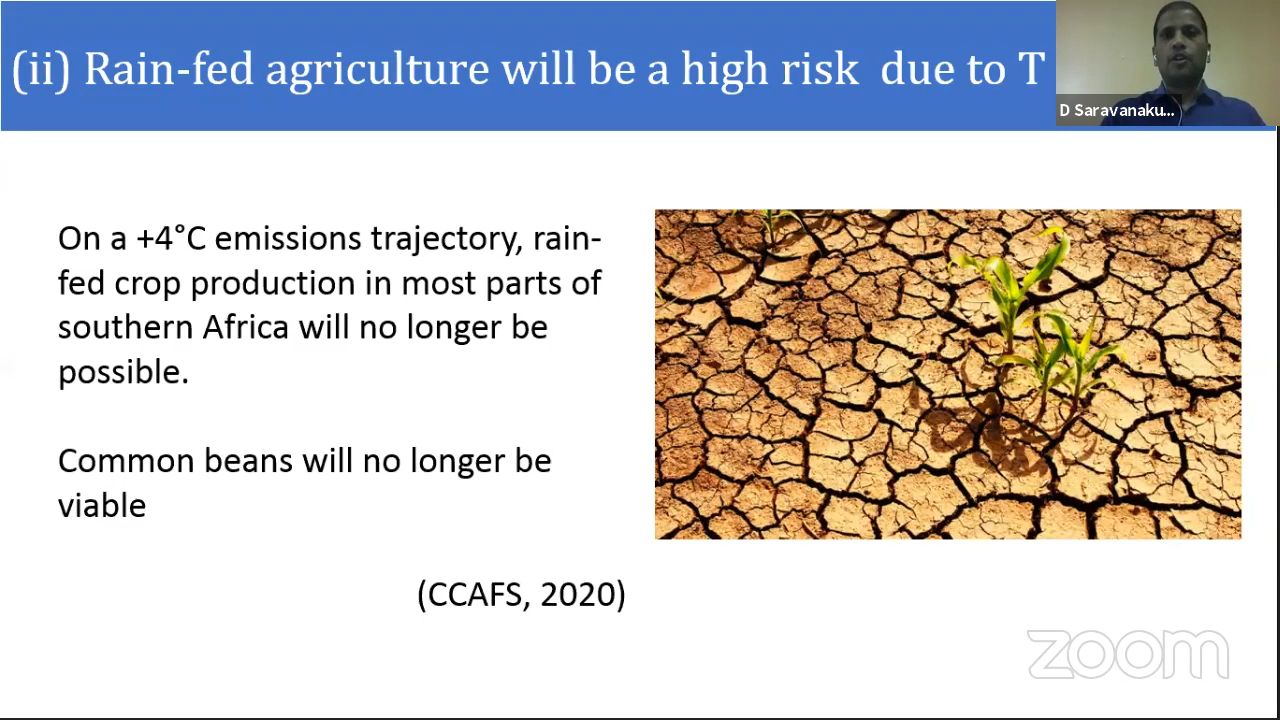 (ii) Rain-fed agriculture will be a high risk due to T
D Saravanaku...
On a +4°C emissions trajectory, rain-
fed crop production in most parts of
southern Africa will no longer be
possible.
Common beans will no longer be
viable
(CCAFS, 2020)
zoom